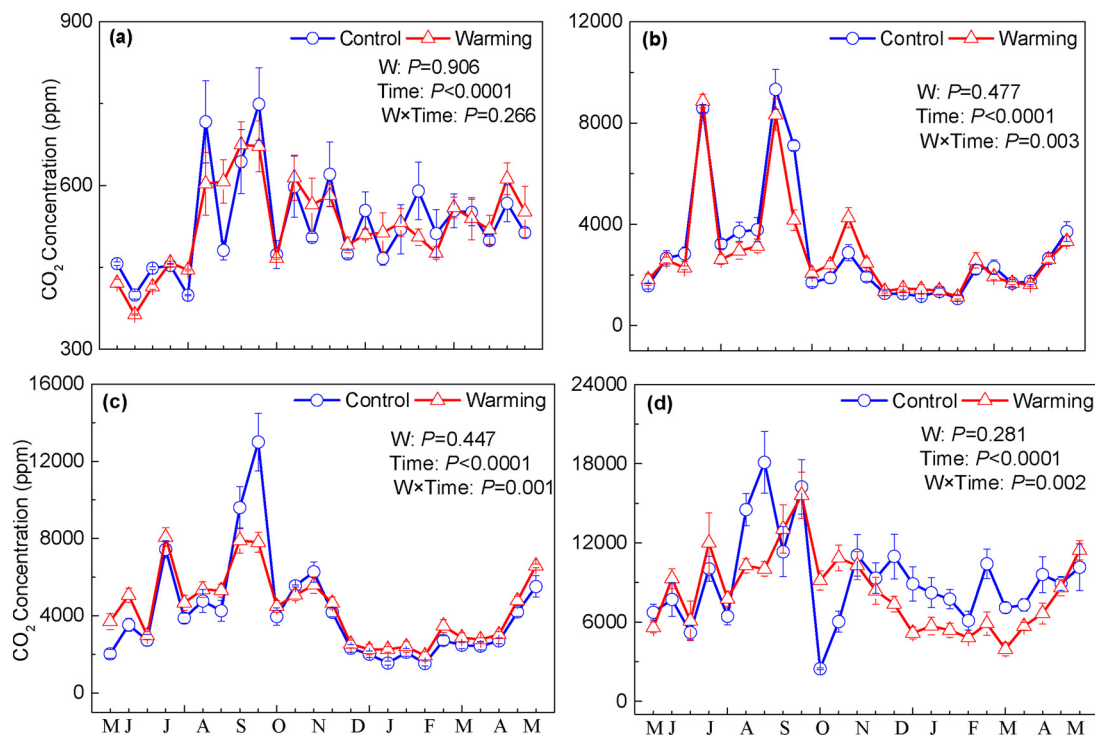 900
(a)
Control
Warming
W: P=0.906
Time: P<0.0001
W×Time: P=0.266
600
300
CO2 Concentration (ppm)
12000
(b)
Control
Warming
W: P=0.477
Time: P<0.0001
W×Time: P=0.003
8000
4000
0
16000
(c)
Control
Warming
W: P=0.447
Time: P<0.0001
W×Time: P=0.001
12000
8000
4000
0
CO2 Concentration (ppm)
M J J A S O N D J F M A M
24000
(d)
Control
Warming
W: P=0.281
Time: P<0.0001
W×Time: P=0.002
18000
12000
6000
0
M J J A S O N D J F M A M